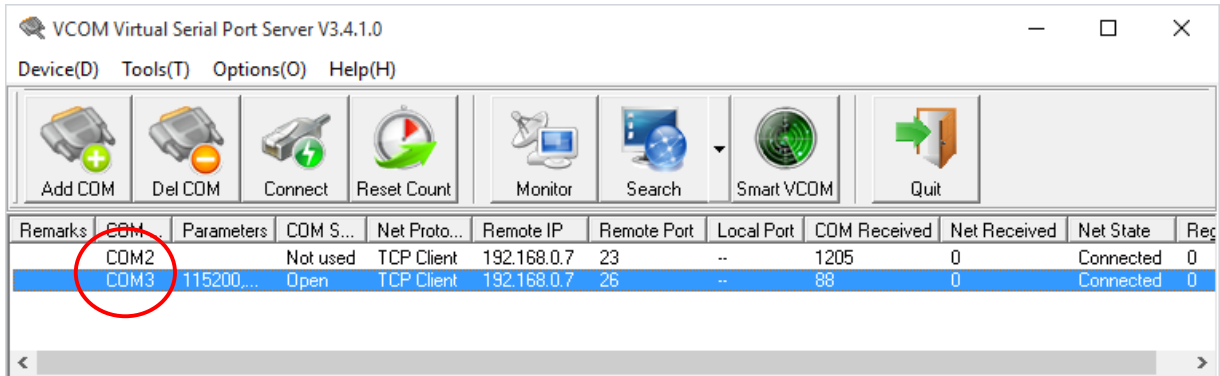 VCOM Virtual Serial Port Server V3.4.1.0
Device(D) Tools(T) Options(O) Help(H)
Add COM Del COM Connect Reset Count Monitor Search Smart VCOM Quit
Remarks COM ... Parameters COM S... Net Proto... Remote IP Remote Port Local Port COM Received Net Received Net State Reg
COM2 Not used TCP Client 192.168.0.7 23 -- 1205 0 Connected 0
COM3 115200,... Open TCP Client 192.168.0.7 26 -- 88 0 Connected 0